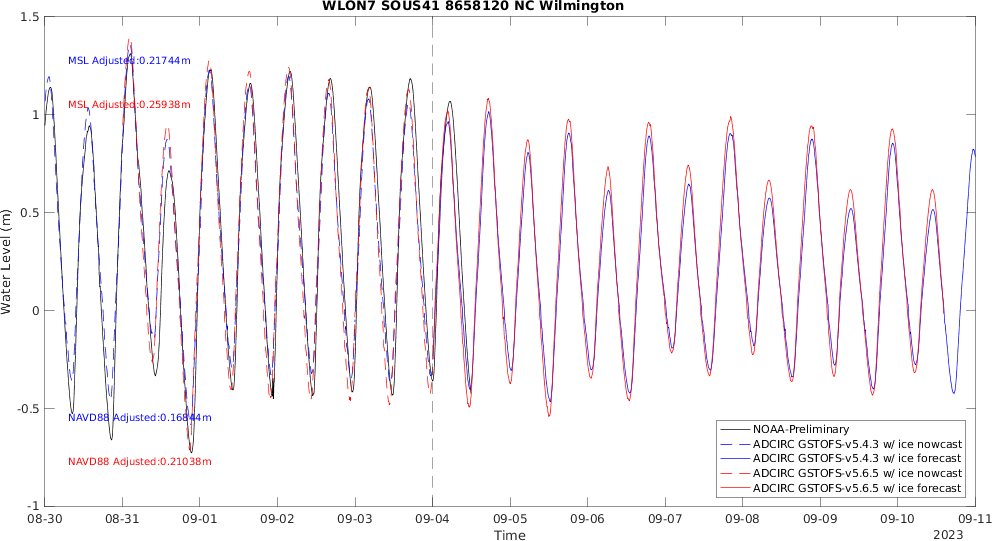 WLON7 SOUS41 8658120 NC Wilmington
1.5
1
0.5
0
-0.5
-1
Water Level (m)
MSL Adjusted:0.21744m
MSL Adjusted:0.25938m
NAVD88 Adjusted:0.16844m
NAVD88 Adjusted:0.21038m
NOAA-Preliminary
ADCIRC GSTOFS-v5.4.3 w/ ice nowcast
ADCIRC GSTOFS-v5.4.3 w/ ice forecast
ADCIRC GSTOFS-v5.6.5 w/ ice nowcast
ADCIRC GSTOFS-v5.6.5 w/ ice forecast
08-30 08-31 09-01 09-02 09-03 09-04 09-05 09-06 09-07 09-08 09-09 09-10 09-11
Time
2023